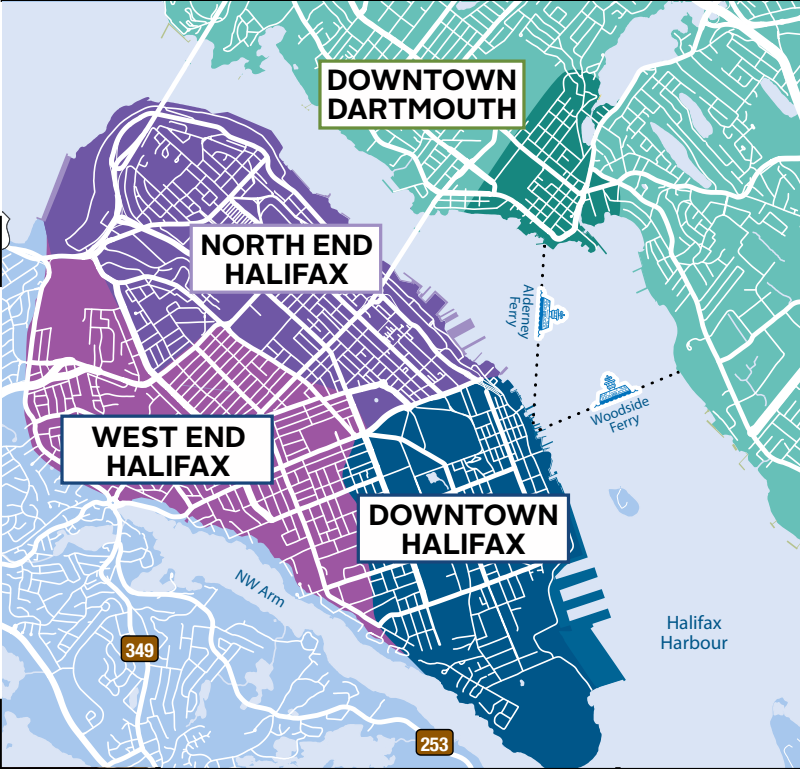 DOWNTOWN
DARTMOUTH
NORTH END
HALIFAX
Alderney
Ferry
Woodside
Ferry
WEST END
HALIFAX
DOWNTOWN
HALIFAX
NW Arm
Halifax
Harbour
349
253